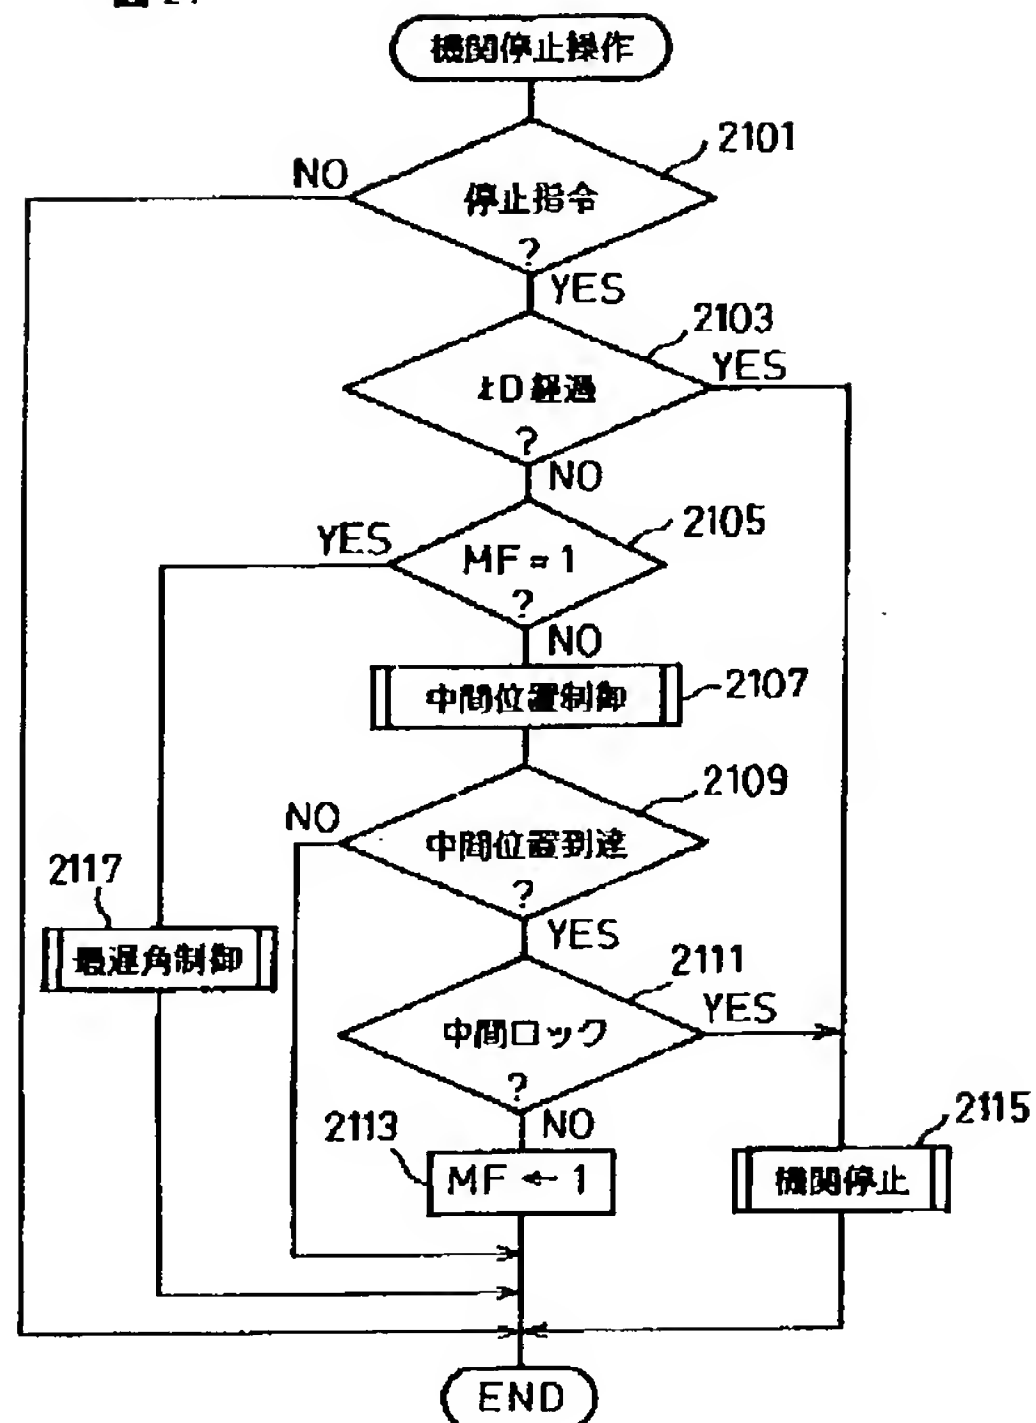 機関停止操作
2101
NO
停止指令
?
YES
2103
YES
tD 経過
?
NO
2105
YES
MF = 1
?
NO
中間位置制御
2107
2109
NO
中間位置到達
?
YES
2117
最遅角制御
2111
YES
中間ロック
?
NO
2113
MF ← 1
2115
機関停止
END